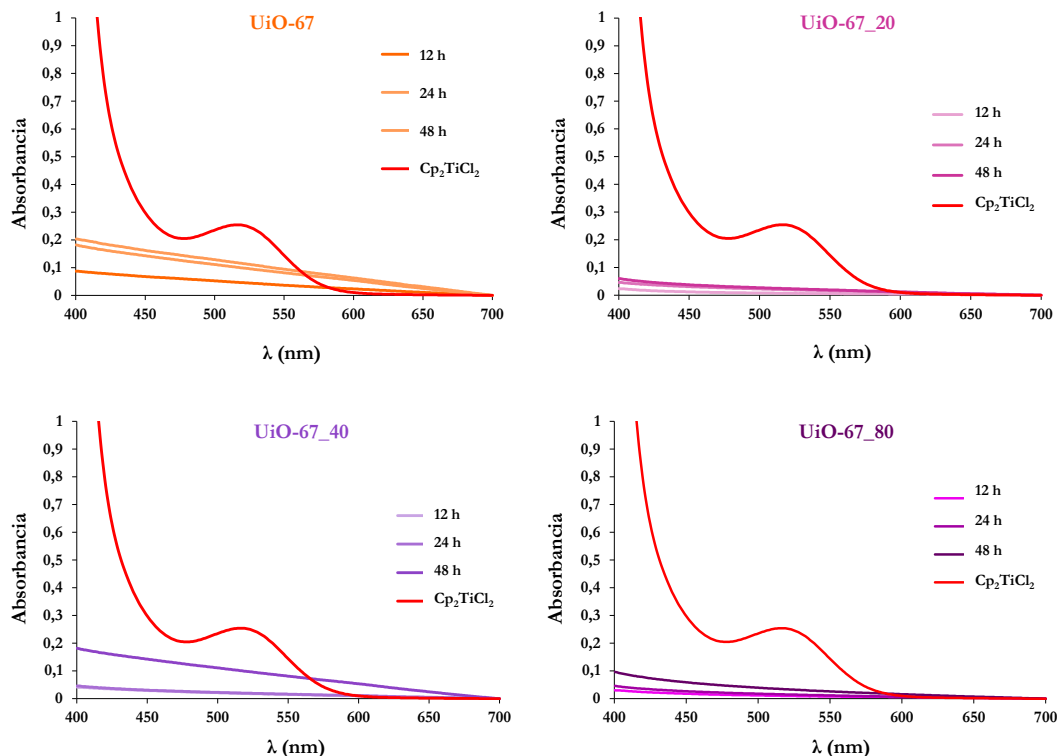 UiO-67
1
0,9
0,8
0,7
0,6
0,5
0,4
0,3
0,2
0,1
0
Absorbancia
400 450 500 550 600 650 700
λ (nm)
12 h
24 h
48 h
Cp₂TiCl₂
UiO-67_20
1
0,9
0,8
0,7
0,6
0,5
0,4
0,3
0,2
0,1
0
Absorbancia
400 450 500 550 600 650 700
λ (nm)
12 h
24 h
48 h
Cp₂TiCl₂
UiO-67_40
1
0,9
0,8
0,7
0,6
0,5
0,4
0,3
0,2
0,1
0
Absorbancia
400 450 500 550 600 650 700
λ (nm)
12 h
24 h
48 h
Cp₂TiCl₂
UiO-67_80
1
0,9
0,8
0,7
0,6
0,5
0,4
0,3
0,2
0,1
0
Absorbancia
400 450 500 550 600 650 700
λ (nm)
12 h
24 h
48 h
Cp₂TiCl₂